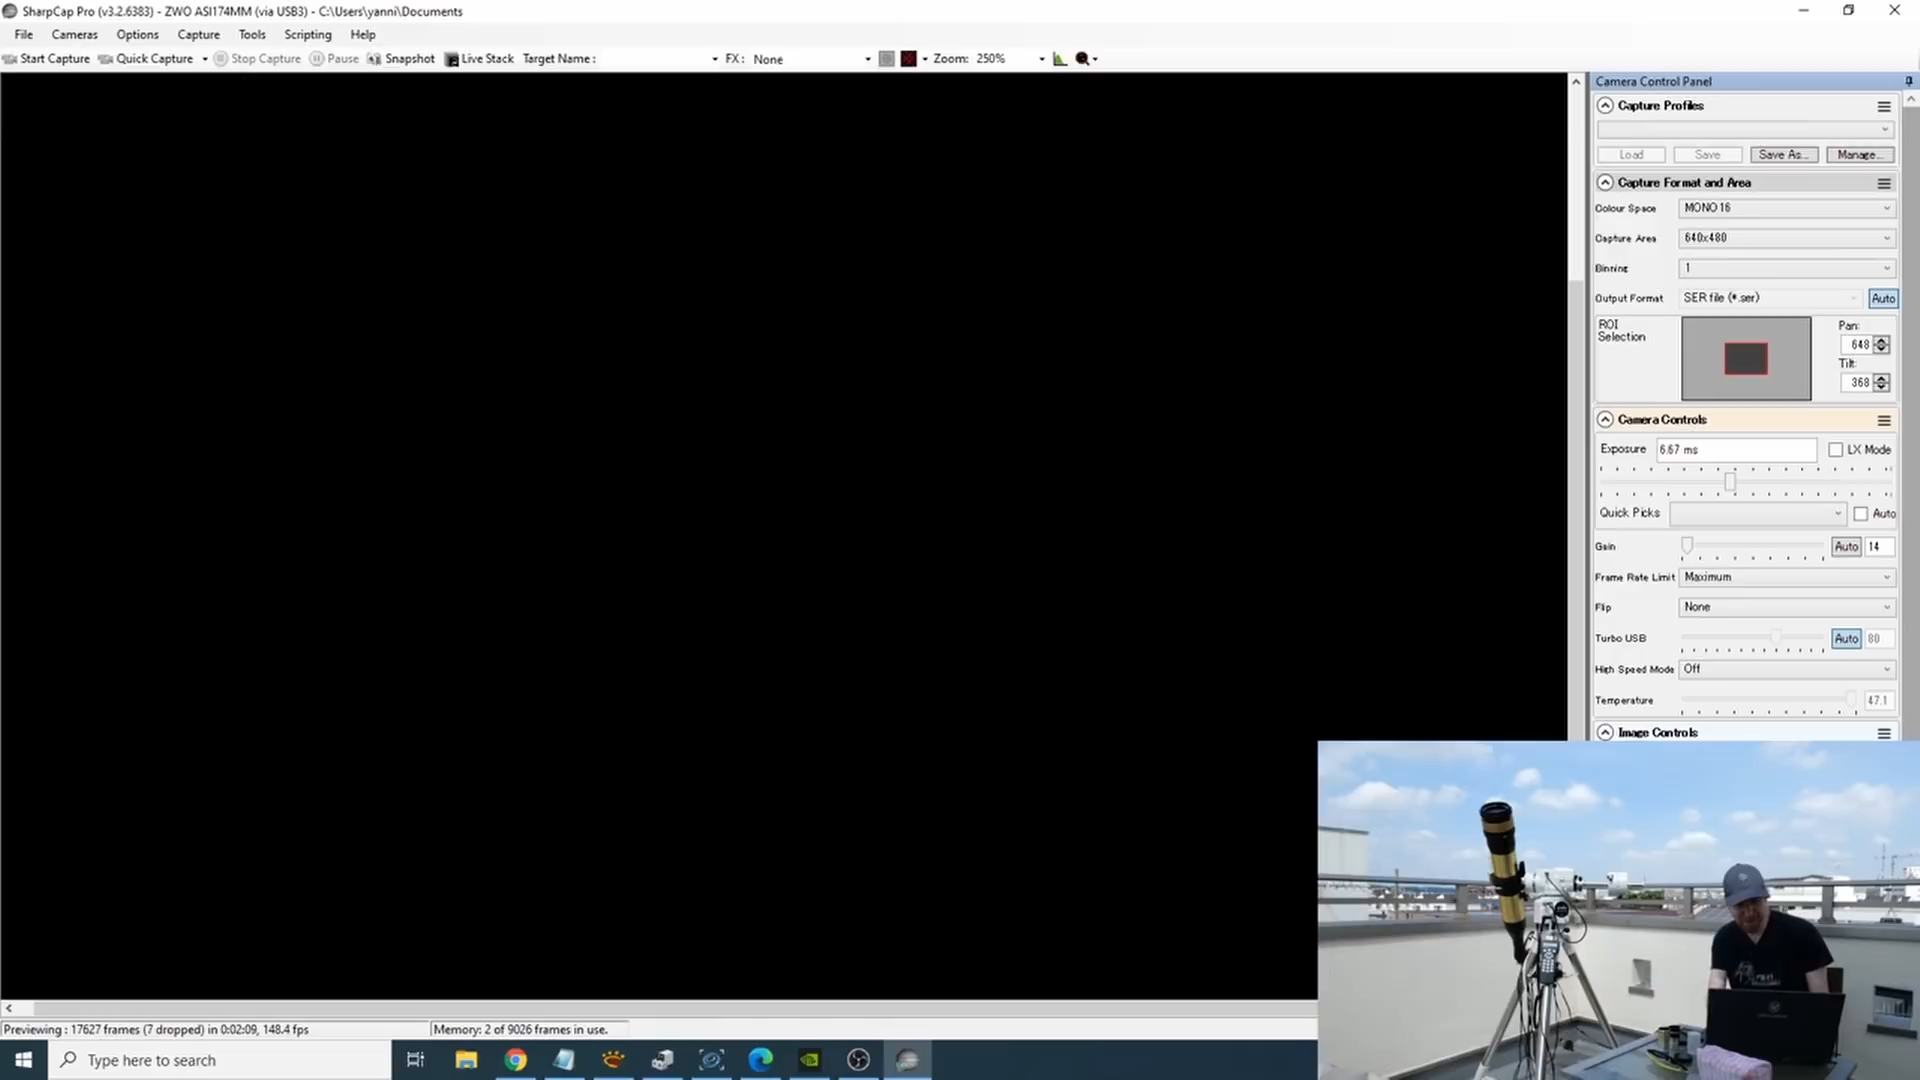 SharpCap Pro (v3.2.6383) - ZWO ASI174MM (via USB3) - C:\Users\yanni\Documents
File Cameras Options Capture Tools Scripting Help
Start Capture Quick Capture Stop Capture Pause Snapshot Live Stack Target Name : FX : None Zoom: 250%
Camera Control Panel
Capture Profiles
Load Save Save As... Manage...
Capture Format and Area
Colour Space MONO16
Capture Area 640x480
Binning 1
Output Format SER file (*.ser) Auto
ROI Selection
Pan:
648
Tilt:
368
Camera Controls
Exposure 6.67 ms LX Mode
Quick Picks Auto
Gain Auto 14
Frame Rate Limit Maximum
Flip None
Turbo USB Auto 80
High Speed Mode Off
Temperature 47.1
Image Controls
Previewing : 17627 frames (7 dropped) in 0:02:09, 148.4 fps Memory: 2 of 9026 frames in use.
Type here to search